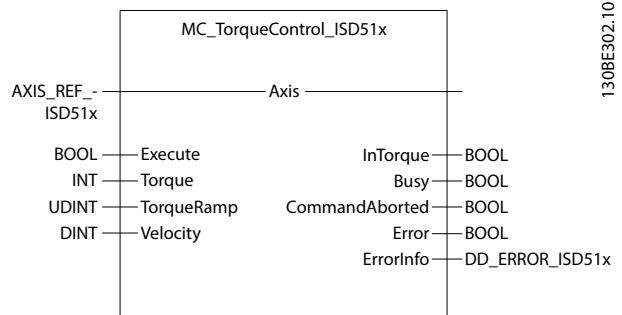 MC_TorqueControl_ISD51x
130BE302.10
AXIS_REF_-
ISD51x
Axis
BOOL Execute InTorque BOOL
INT Torque Busy BOOL
UDINT TorqueRamp CommandAborted BOOL
DINT Velocity Error BOOL
ErrorInfo DD_ERROR_ISD51x